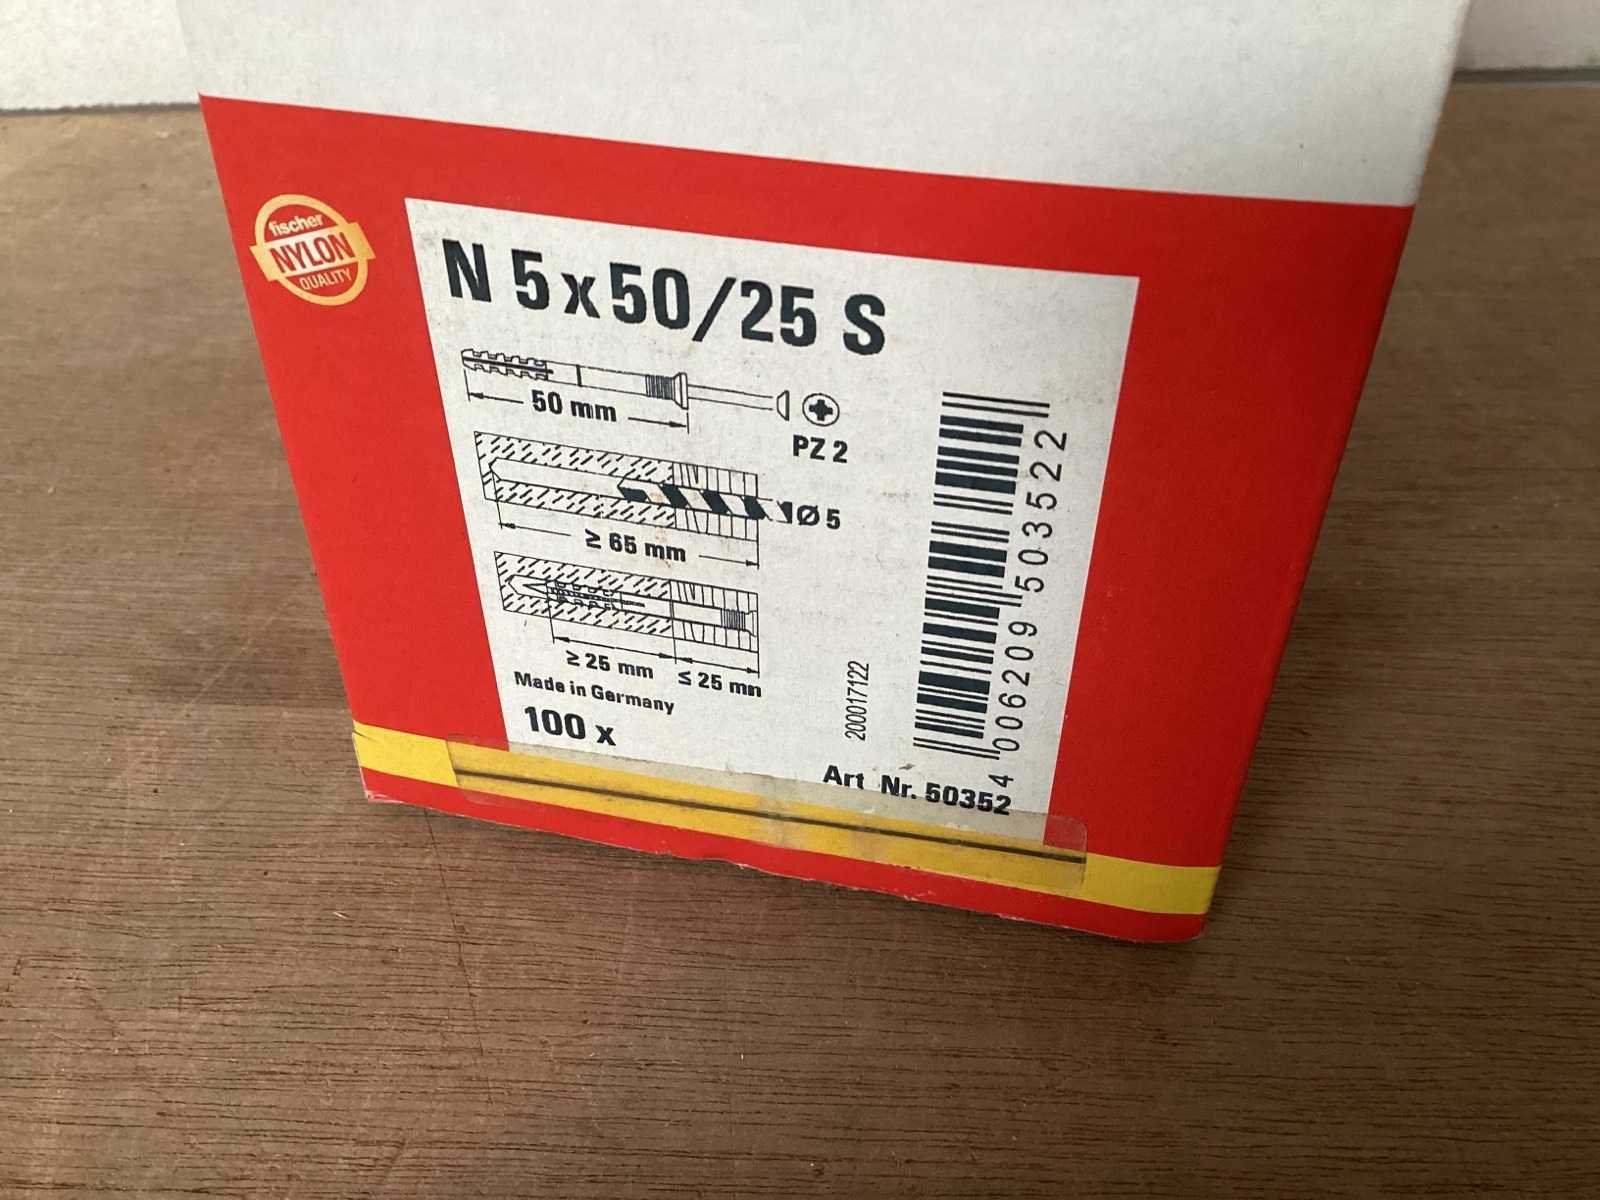 fischer
NYLON
QUALITY
N 5 x 50/25 S
50 mm
PZ 2
Ø 5
≥ 65 mm
≥ 25 mm ≤ 25 mm
Made in Germany
100 x
200017122
4 006209 503522
Art Nr. 50352